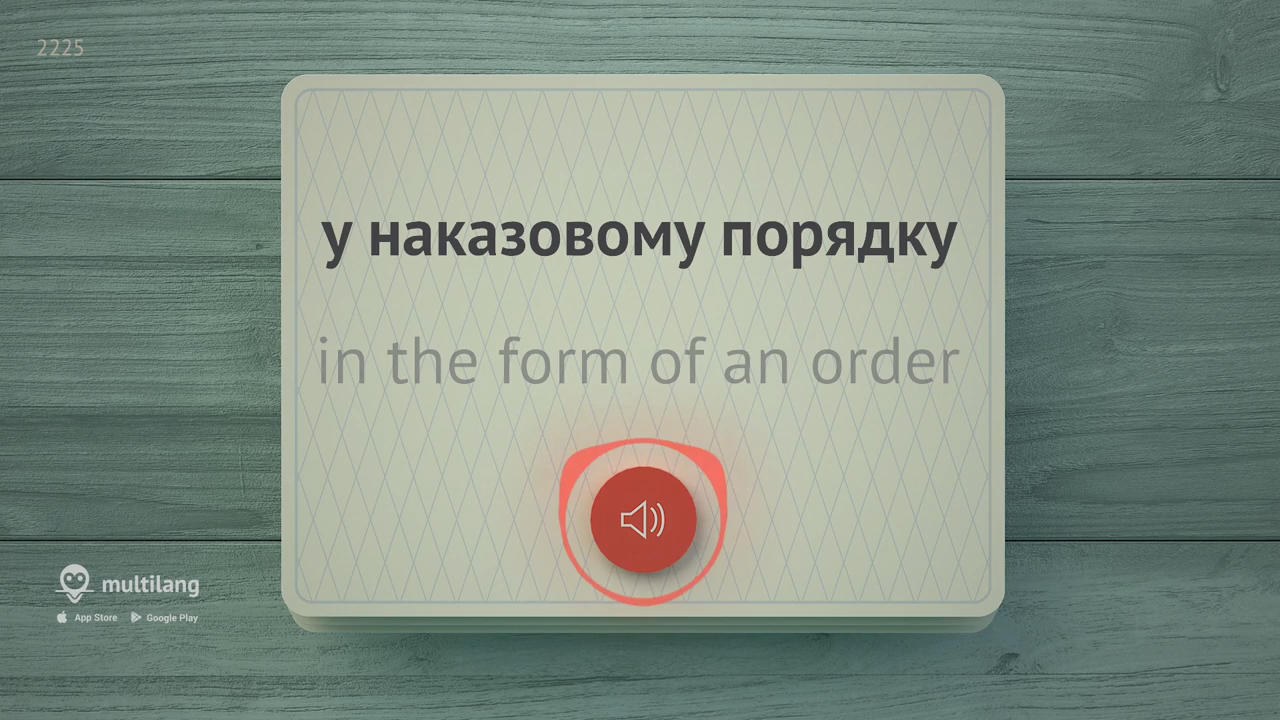 2225
у наказовому порядку
in the form of an order
multilang
App Store
Google Play